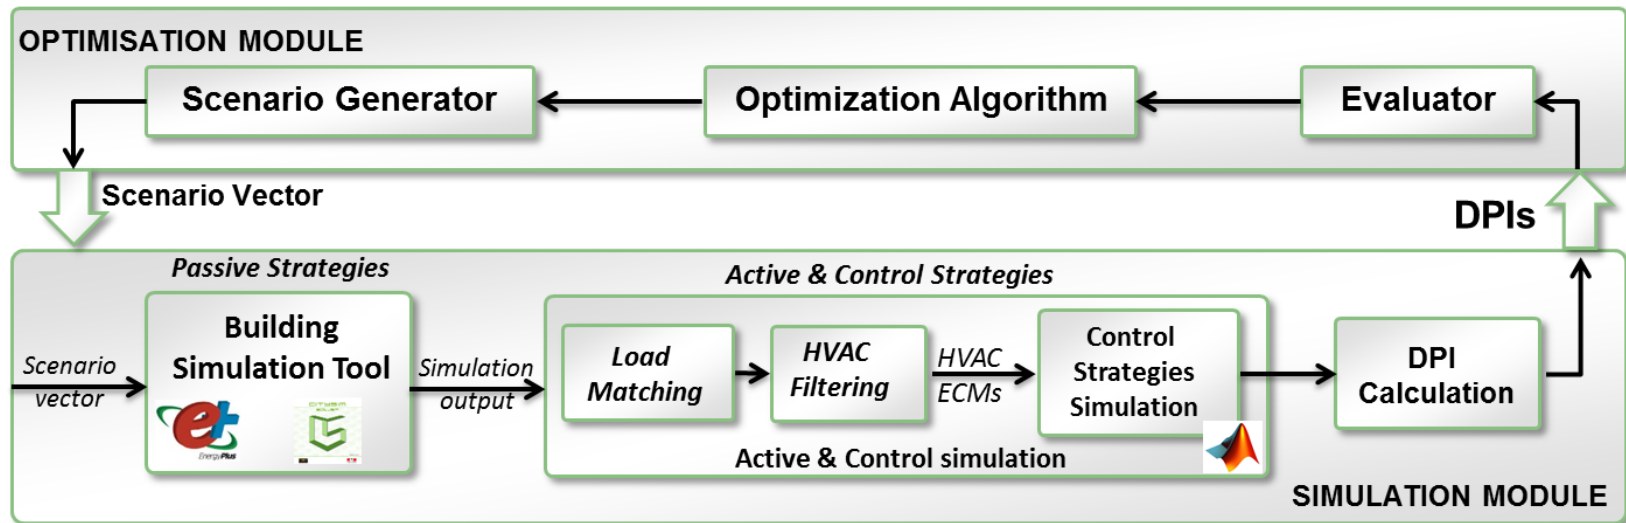 OPTIMISATION MODULE
Scenario Generator
Optimization Algorithm
Evaluator
Scenario Vector
DPIs
Passive Strategies
Active & Control Strategies
Scenario
vector
Building
Simulation Tool
EnergyPlus
CITYSIM
Simulation
output
Load
Matching
HVAC
Filtering
HVAC
ECMs
Control
Strategies
Simulation
Active & Control simulation
DPI
Calculation
SIMULATION MODULE